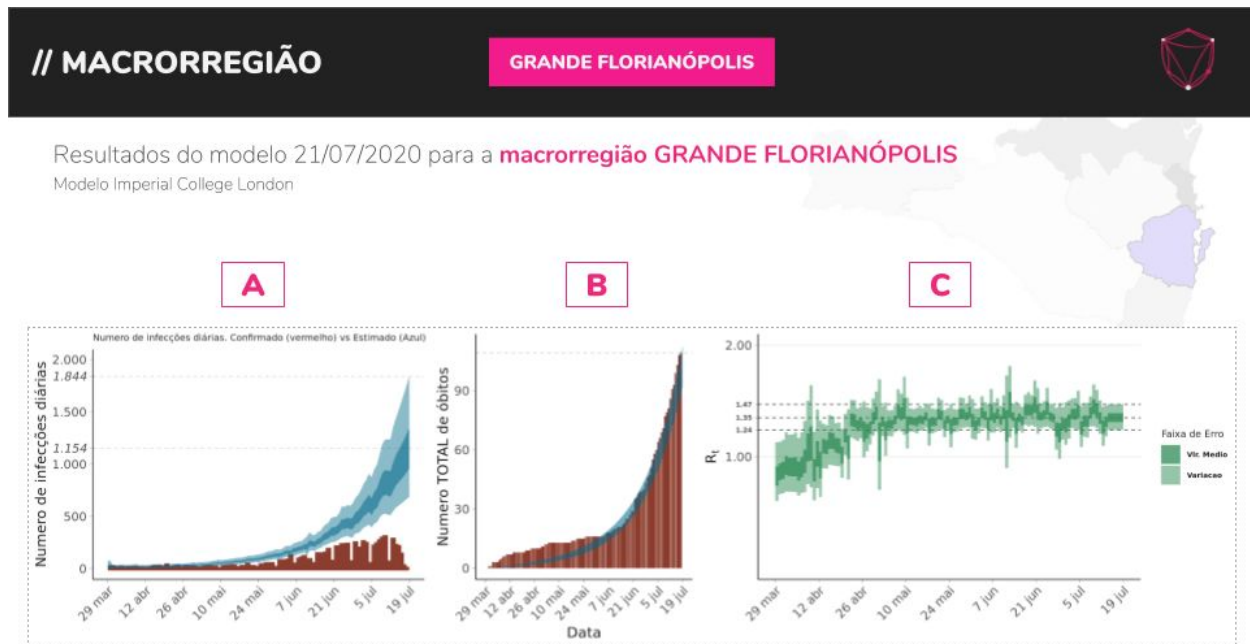 // MACRORREGIÃO
GRANDE FLORIANÓPOLIS
Resultados do modelo 21/07/2020 para a macrorregião GRANDE FLORIANÓPOLIS
Modelo Imperial College London
A
B
C
Numero de infecções diárias. Confirmado (vermelho) vs Estimado (Azul)
Numero de infecções diárias
2.000
1.844
1.500
1.154
1.000
500
0
29 mar
12 abr
26 abr
10 mai
24 mai
7 jun
21 jun
5 jul
19 jul
Numero TOTAL de óbitos
90
60
30
0
29 mar
12 abr
26 abr
10 mai
24 mai
7 jun
21 jun
5 jul
19 jul
Data
Rt
2.00
1.47
1.35
1.24
1.00
29 mar
12 abr
26 abr
10 mai
24 mai
7 jun
21 jun
5 jul
19 jul
Faixa de Erro
Vlr. Medio
Variacao